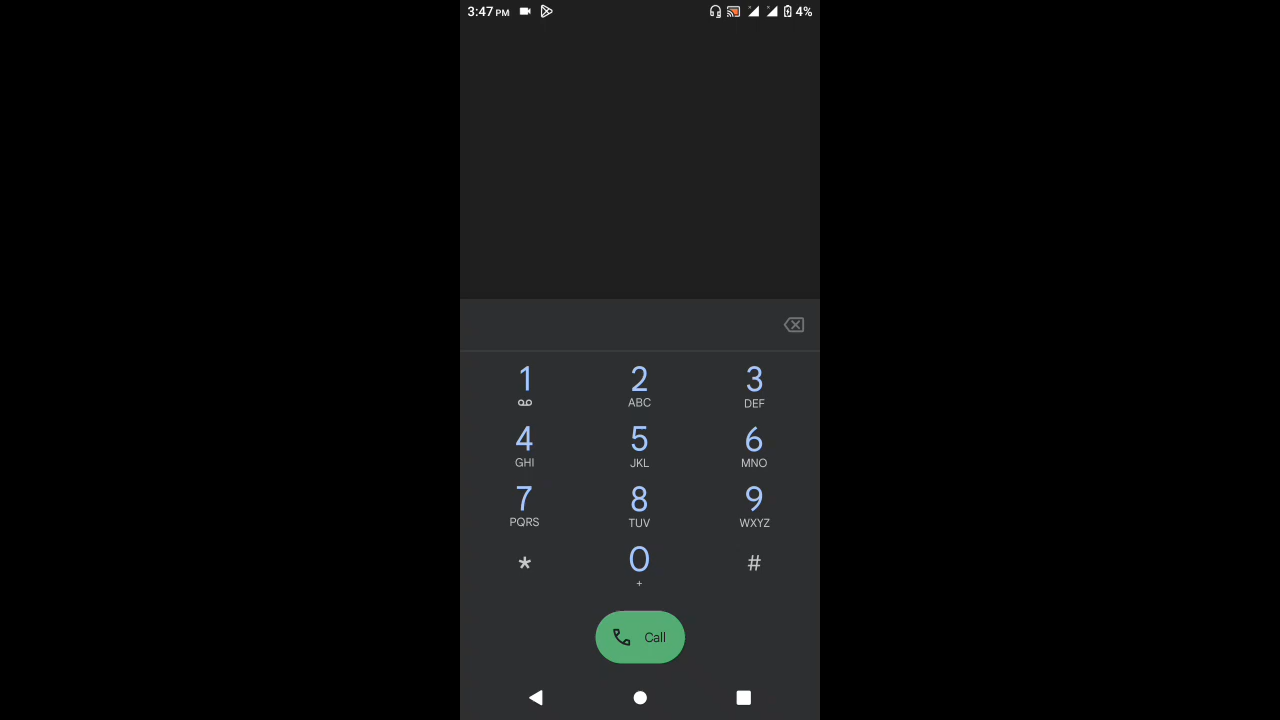 3:47 PM 4%
1 2 3
ABC DEF
4 5 6
GHI JKL MNO
7 8 9
PQRS TUV WXYZ
* 0 #
+
Call